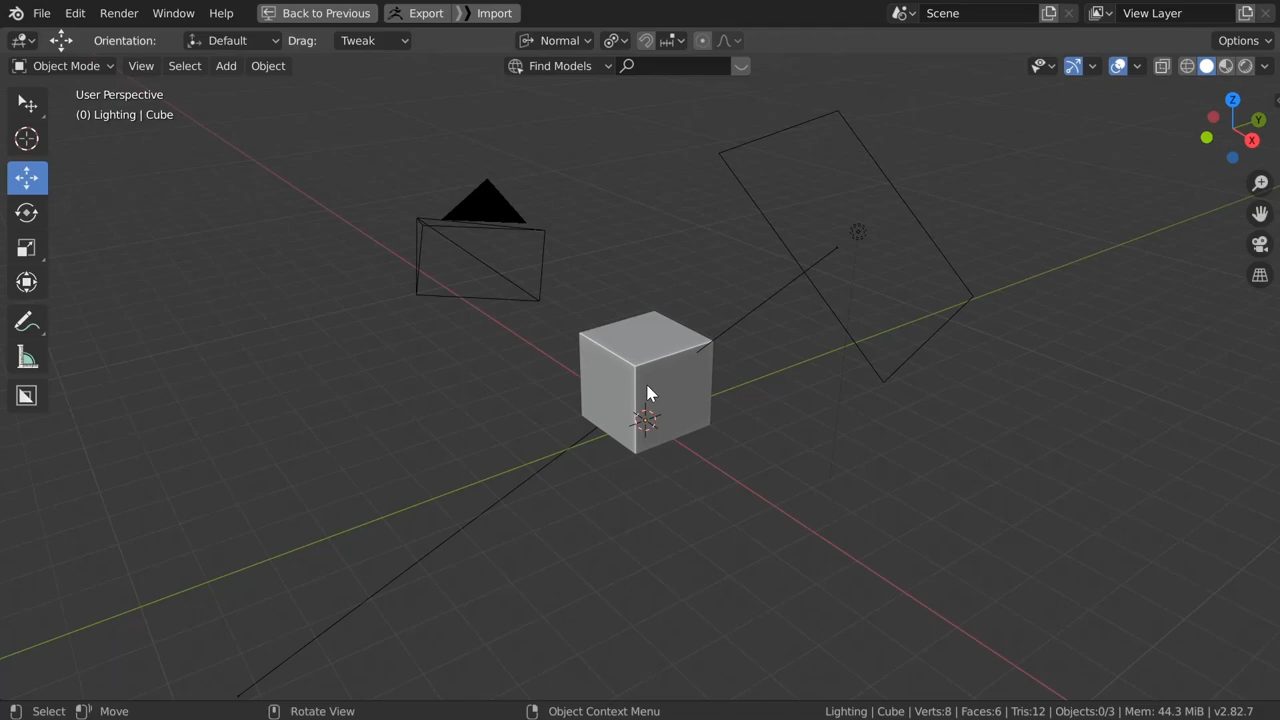 File Edit Render Window Help Back to Previous Export Import Scene View Layer
Orientation: Default Drag: Tweak Normal Options
Object Mode View Select Add Object Find Models
User Perspective
(0) Lighting | Cube
Z
Y
X
Select Move Rotate View Object Context Menu Lighting | Cube | Verts:8 | Faces:6 | Tris:12 | Objects:0/3 | Mem: 44.3 MiB | v2.82.7